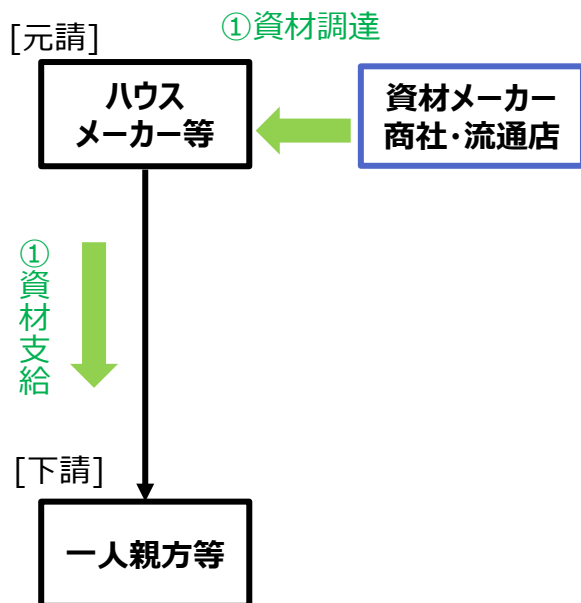 ①資材調達
[元請]
ハウス
メーカー等
資材メーカー
商社・流通店
①資材支給
[下請]
一人親方等